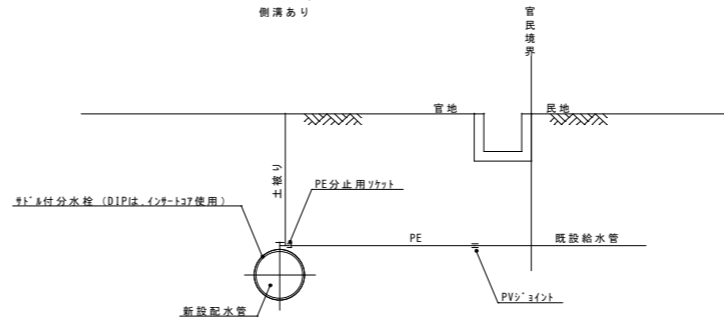 側溝あり
官民境界
官地
民地
土被り
PE分止用ソケット
サドル付分水栓（DIPは、インサートコア使用）
PE
既設給水管
PVジョイント
新設配水管